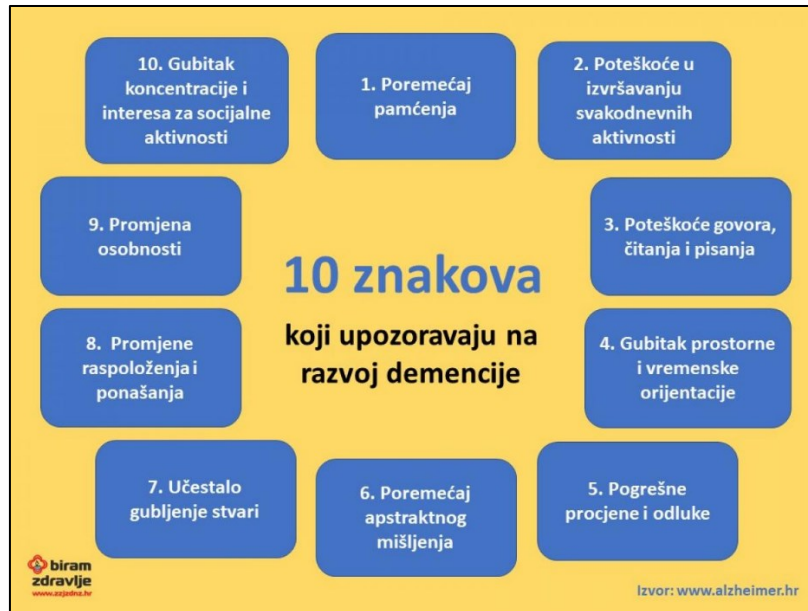 10 znakova
koji upozoravaju na
razvoj demencije
1. Poremećaj
pamćenja
2. Poteškoće u
izvršavanju
svakodnevnih
aktivnosti
3. Poteškoće govora,
čitanja i pisanja
4. Gubitak prostorne
i vremenske
orijentacije
5. Pogrešne
procjene i odluke
6. Poremećaj
apstraktnog
mišljenja
7. Učestalo
gubljenje stvari
8. Promjene
raspoloženja i
ponašanja
9. Promjena
osobnosti
10. Gubitak
koncentracije i
interesa za socijalne
aktivnosti
biram
zdravlje
www.zzjzdnz.hr
Izvor: www.alzheimer.hr